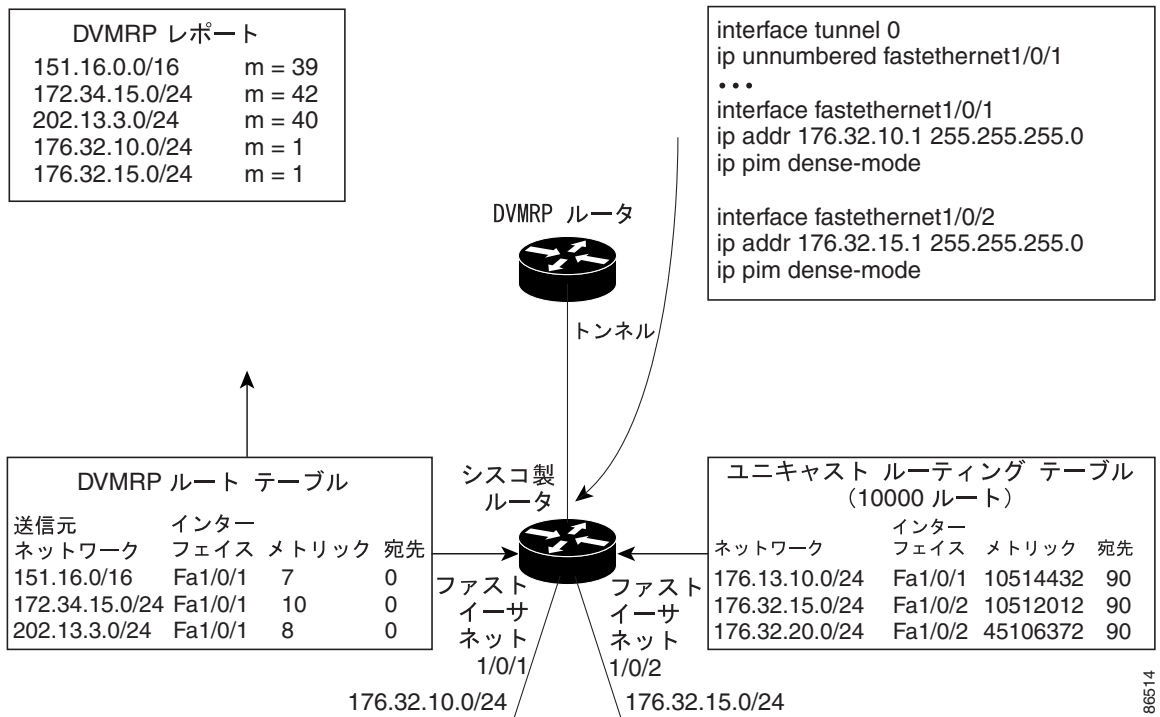 DVMRP レポート
151.16.0.0/16 m = 39
172.34.15.0/24 m = 42
202.13.3.0/24 m = 40
176.32.10.0/24 m = 1
176.32.15.0/24 m = 1
interface tunnel 0
ip unnumbered fastethernet1/0/1
•••
interface fastethernet1/0/1
ip addr 176.32.10.1 255.255.255.0
ip pim dense-mode
interface fastethernet1/0/2
ip addr 176.32.15.1 255.255.255.0
ip pim dense-mode
DVMRP ルータ
トンネル
DVMRP ルート テーブル
送信元 インター
ネットワーク フェイス メトリック 宛先
151.16.0/16 Fa1/0/1 7 0
172.34.15.0/24 Fa1/0/1 10 0
202.13.3.0/24 Fa1/0/1 8 0
シスコ製
ルータ
ファスト
イーサ
ネット
1/0/1
ファスト
イーサ
ネット
1/0/2
176.32.10.0/24
176.32.15.0/24
ユニキャスト ルーティング テーブル
（10000 ルート）
インター
ネットワーク フェイス メトリック 宛先
176.13.10.0/24 Fa1/0/1 10514432 90
176.32.15.0/24 Fa1/0/2 10512012 90
176.32.20.0/24 Fa1/0/2 45106372 90
86514